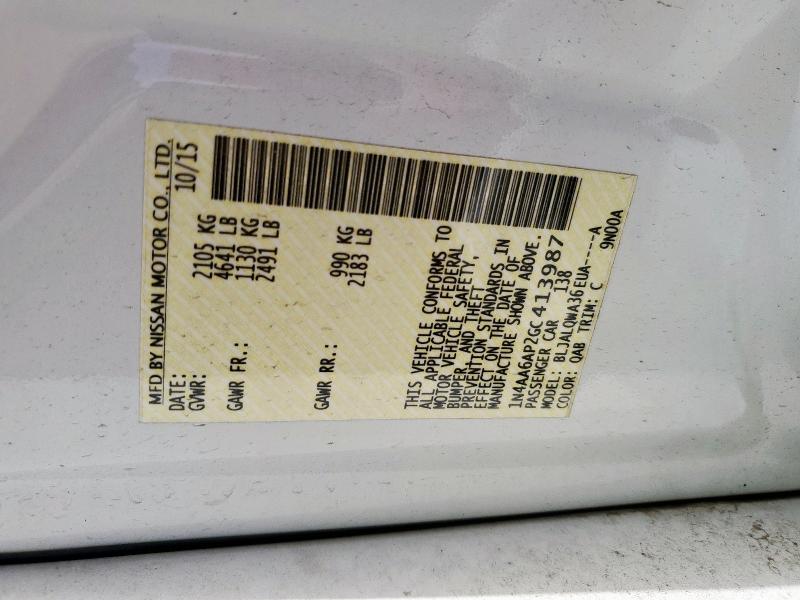 MFD BY NISSAN MOTOR CO., LTD.
DATE: 10/15
GVWR: 2105 KG
4641 LB
GAWR FR.: 1130 KG
2491 LB
GAWR RR.: 990 KG
2183 LB
THIS VEHICLE CONFORMS TO
ALL APPLICABLE FEDERAL
MOTOR VEHICLE SAFETY,
BUMPER, AND THEFT
PREVENTION STANDARDS IN
EFFECT ON THE DATE OF
MANUFACTURE SHOWN ABOVE.
1N4AA6AP2GC413987
PASSENGER CAR 138
MODEL: BLJALQWA36EUA----A
COLOR: QAB TRIM: C 9N00A